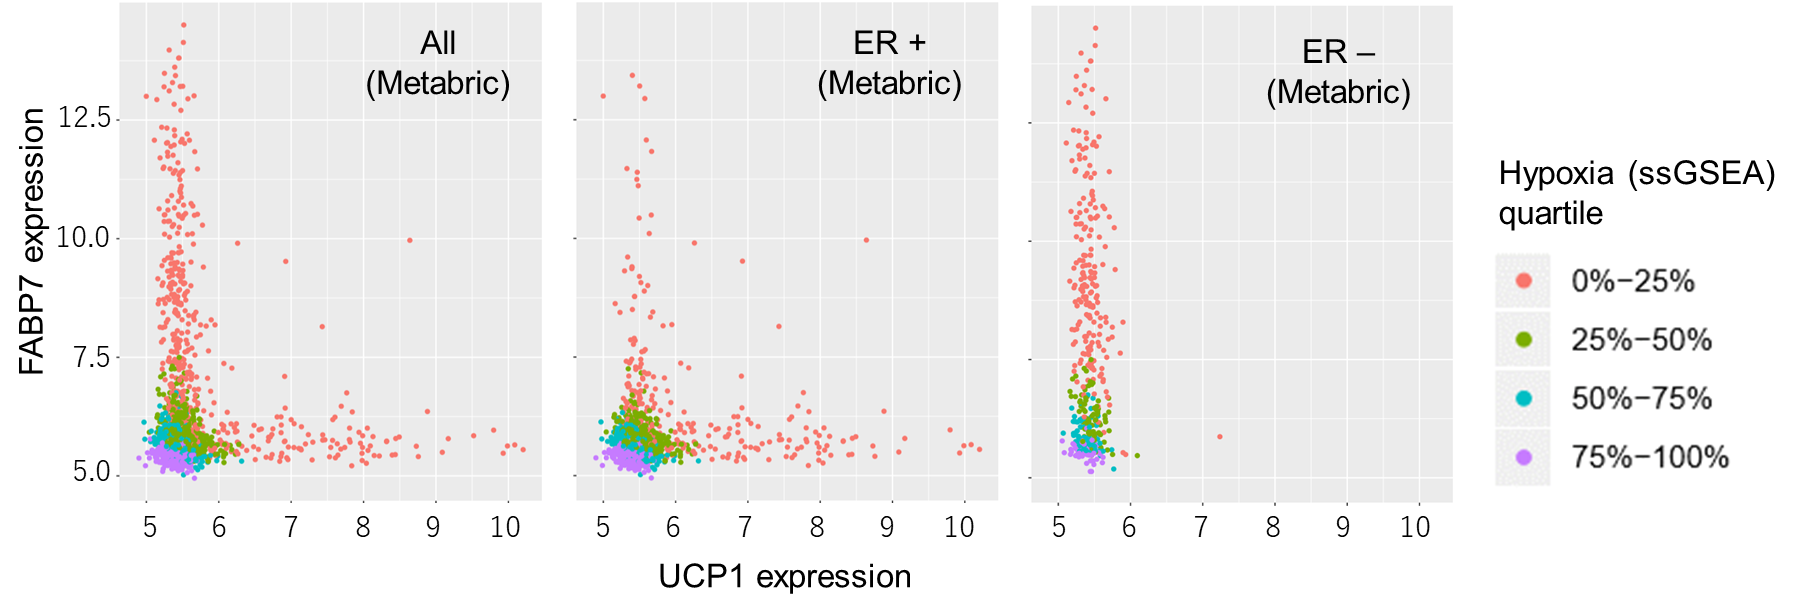 All
(Metabric)
ER +
(Metabric)
ER –
(Metabric)
FABP7 expression
12.5
10.0
7.5
5.0
5 6 7 8 9 10
5 6 7 8 9 10
5 6 7 8 9 10
UCP1 expression
Hypoxia (ssGSEA)
quartile
0%−25%
25%−50%
50%−75%
75%−100%